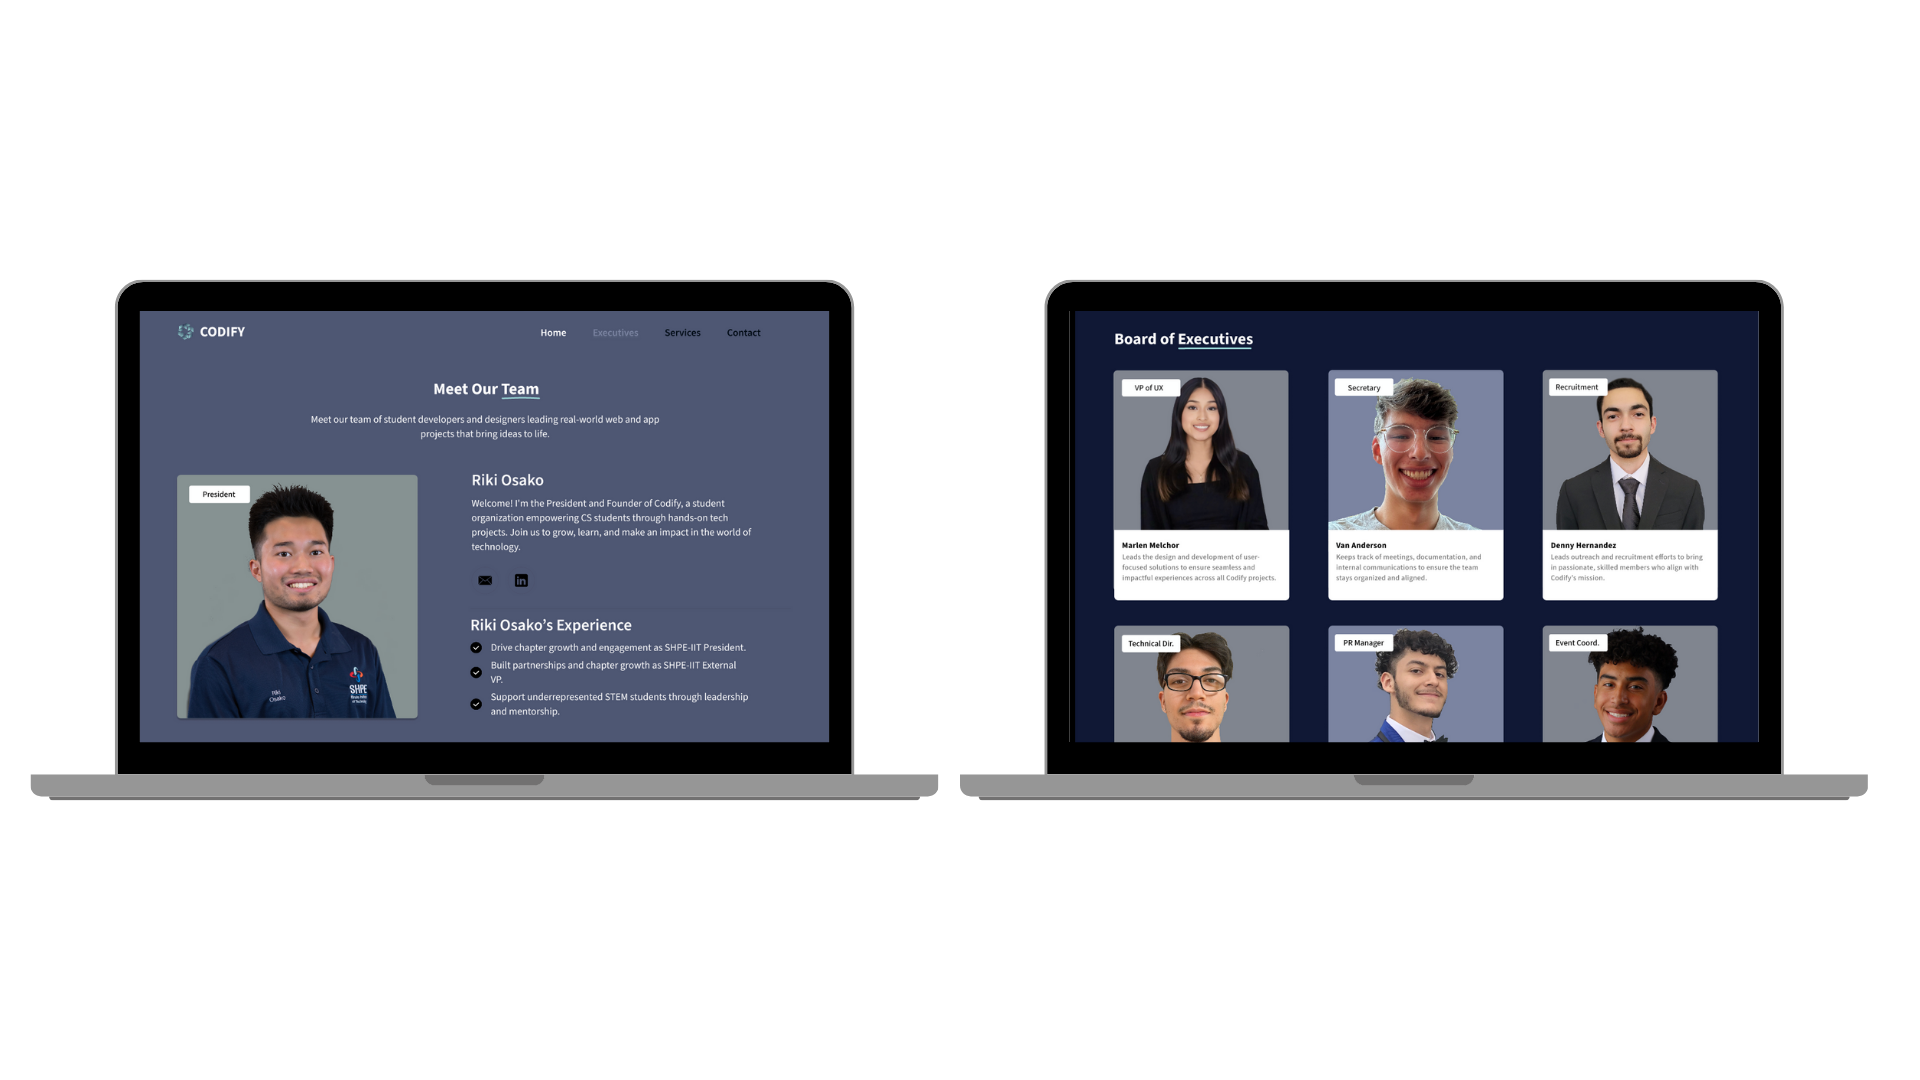 CODIFY
Home Executives Services Contact
Meet Our Team
Meet our team of student developers and designers leading real-world web and app
projects that bring ideas to life.
President
Riki Osako
Welcome! I'm the President and Founder of Codify, a student
organization empowering CS students through hands-on tech
projects. Join us to grow, learn, and make an impact in the world of
technology.
in
Riki Osako's Experience
Drive chapter growth and engagement as SHPE-IIT President.
Built partnerships and chapter growth as SHPE-IIT External
VP.
Support underrepresented STEM students through leadership
and mentorship.
Riki
Osako
SHPE
Board of Executives
VP of UX
Marlen Melchor
Leads the design and development of user-
focused solutions to ensure seamless and
impactful experiences across all Codify projects.
Secretary
Van Anderson
Keeps track of meetings, documentation, and
internal communications to ensure the team
stays organized and aligned.
Recruitment
Denny Hernandez
Leads outreach and recruitment efforts to bring
in passionate, skilled members who align with
Codify's mission.
Technical Dir.
PR Manager
Event Coord.